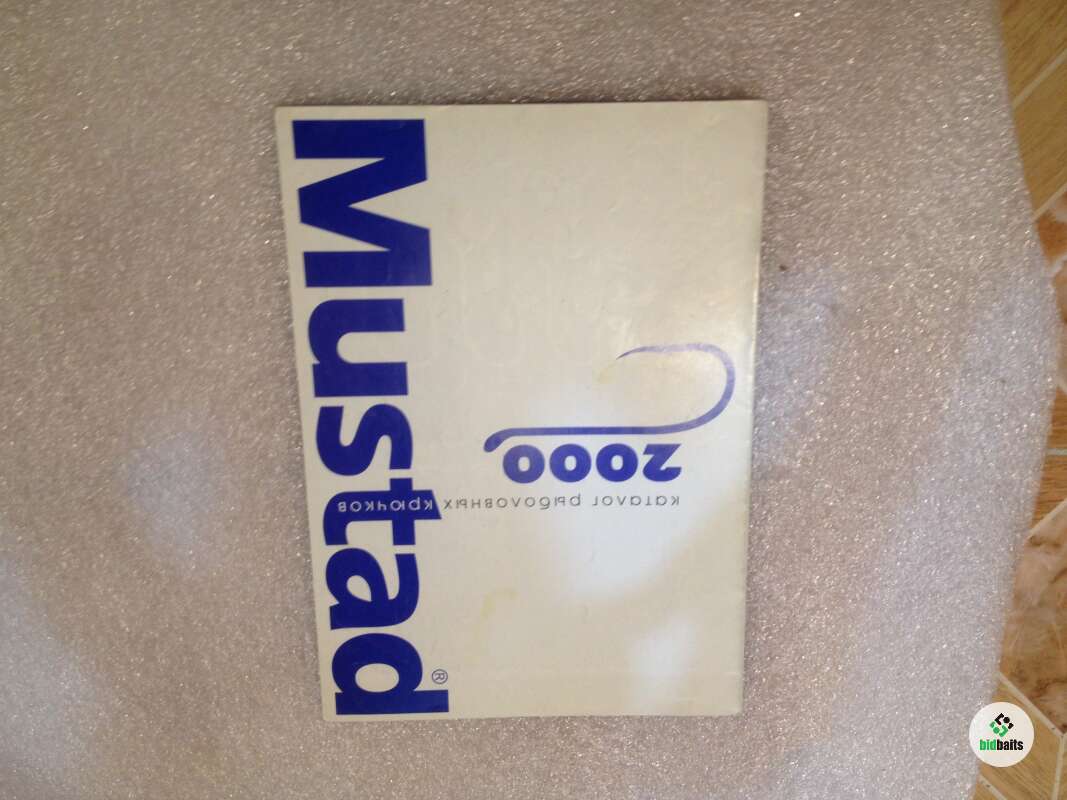 Mustad®
2000
каталог рыболовных крючков
bidbaits